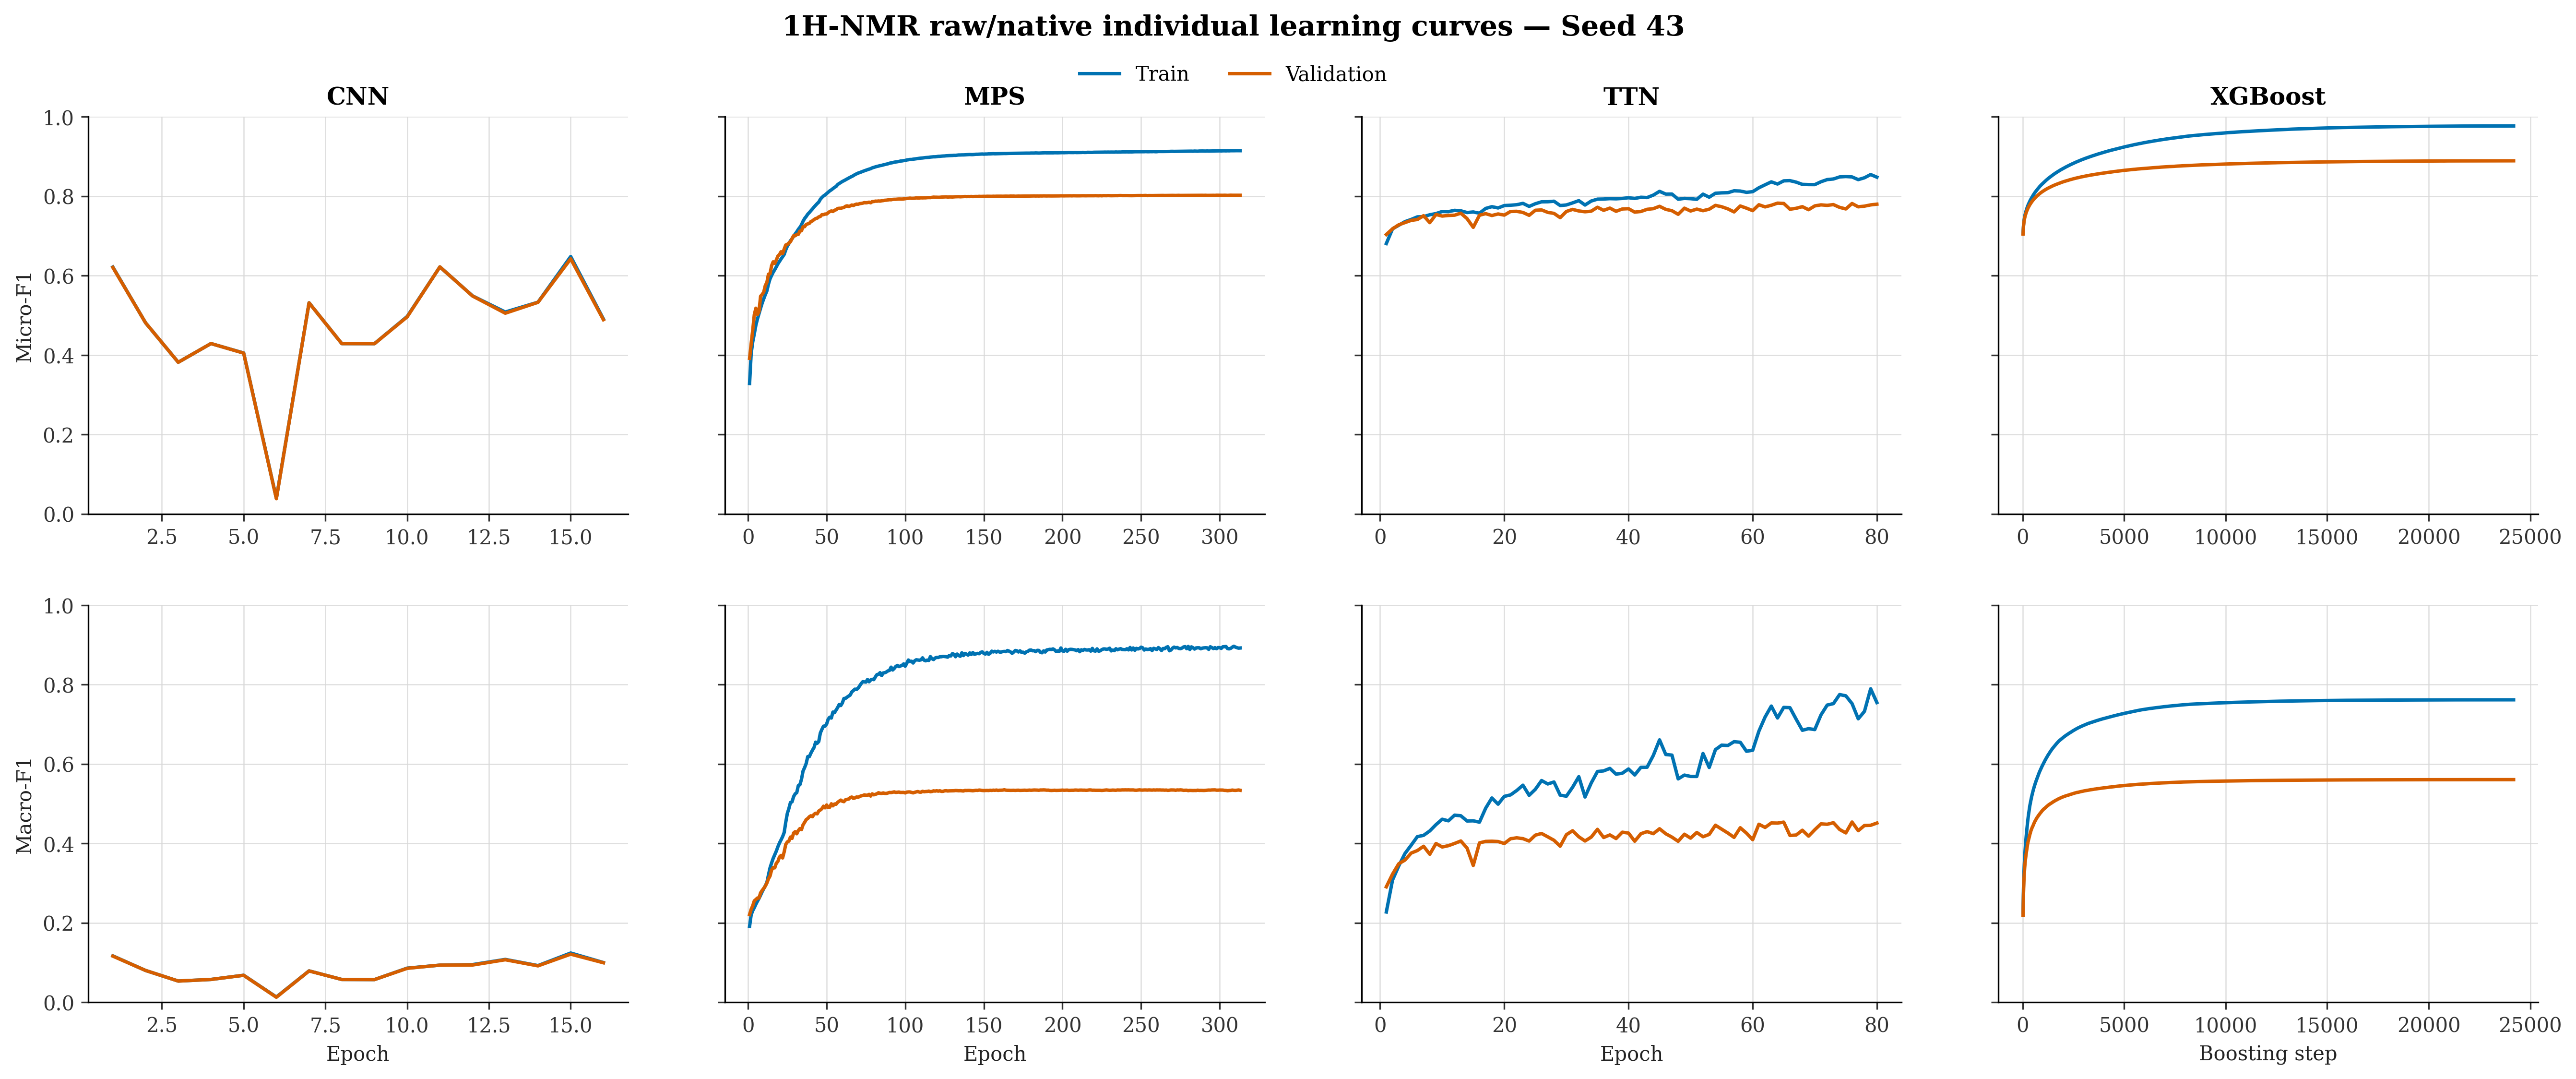 1H-NMR raw/native individual learning curves — Seed 43
Train Validation
CNN MPS TTN XGBoost
Micro-F1
1.0
0.8
0.6
0.4
0.2
0.0
2.5 5.0 7.5 10.0 12.5 15.0
0 50 100 150 200 250 300
0 20 40 60 80
0 5000 10000 15000 20000 25000
Macro-F1
1.0
0.8
0.6
0.4
0.2
0.0
2.5 5.0 7.5 10.0 12.5 15.0
0 50 100 150 200 250 300
0 20 40 60 80
0 5000 10000 15000 20000 25000
Epoch Epoch Epoch Boosting step